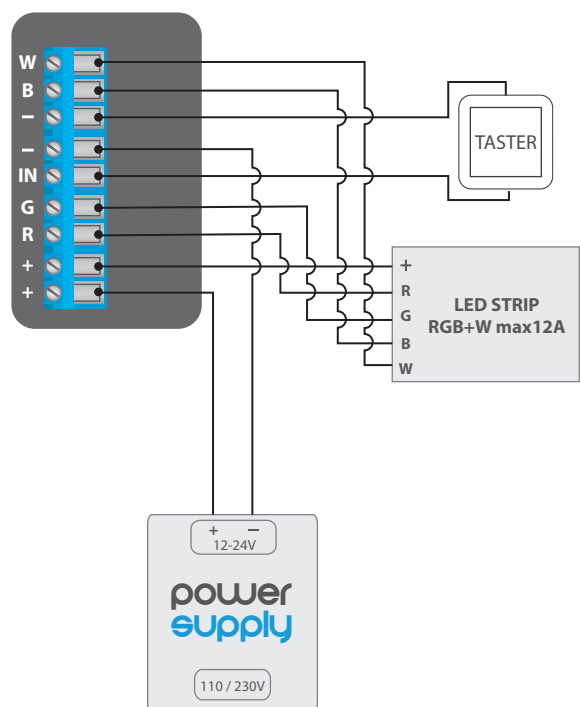 W
B
–
–
IN
G
R
+
+
TASTER
+
R
G
B
W
LED STRIP
RGB+W max12A
+ –
12-24V
power
supply
110 / 230V